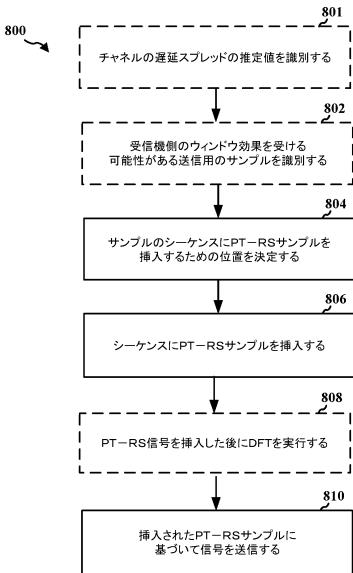 800
801
チャネルの遅延スプレッドの推定値を識別する
802
受信機側のウィンドウ効果を受ける
可能性がある送信用のサンプルを識別する
804
サンプルのシーケンスにPT−RSサンプルを
挿入するための位置を決定する
806
シーケンスにPT−RSサンプルを挿入する
808
PT−RS信号を挿入した後にDFTを実行する
810
挿入されたPT−RSサンプルに
基づいて信号を送信する